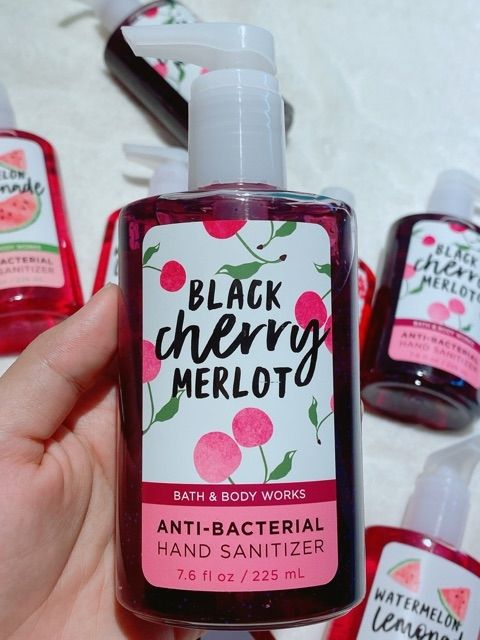 BLACK
cherry
MERLOT
BATH & BODY WORKS
ANTI-BACTERIAL
HAND SANITIZER
7.6 fl oz / 225 mL
BLACK
cherry
MERLOT
BATH & BODY WORKS
ANTI-BACTERIAL
HAND SANITIZER
WATERMELON
Lemonade